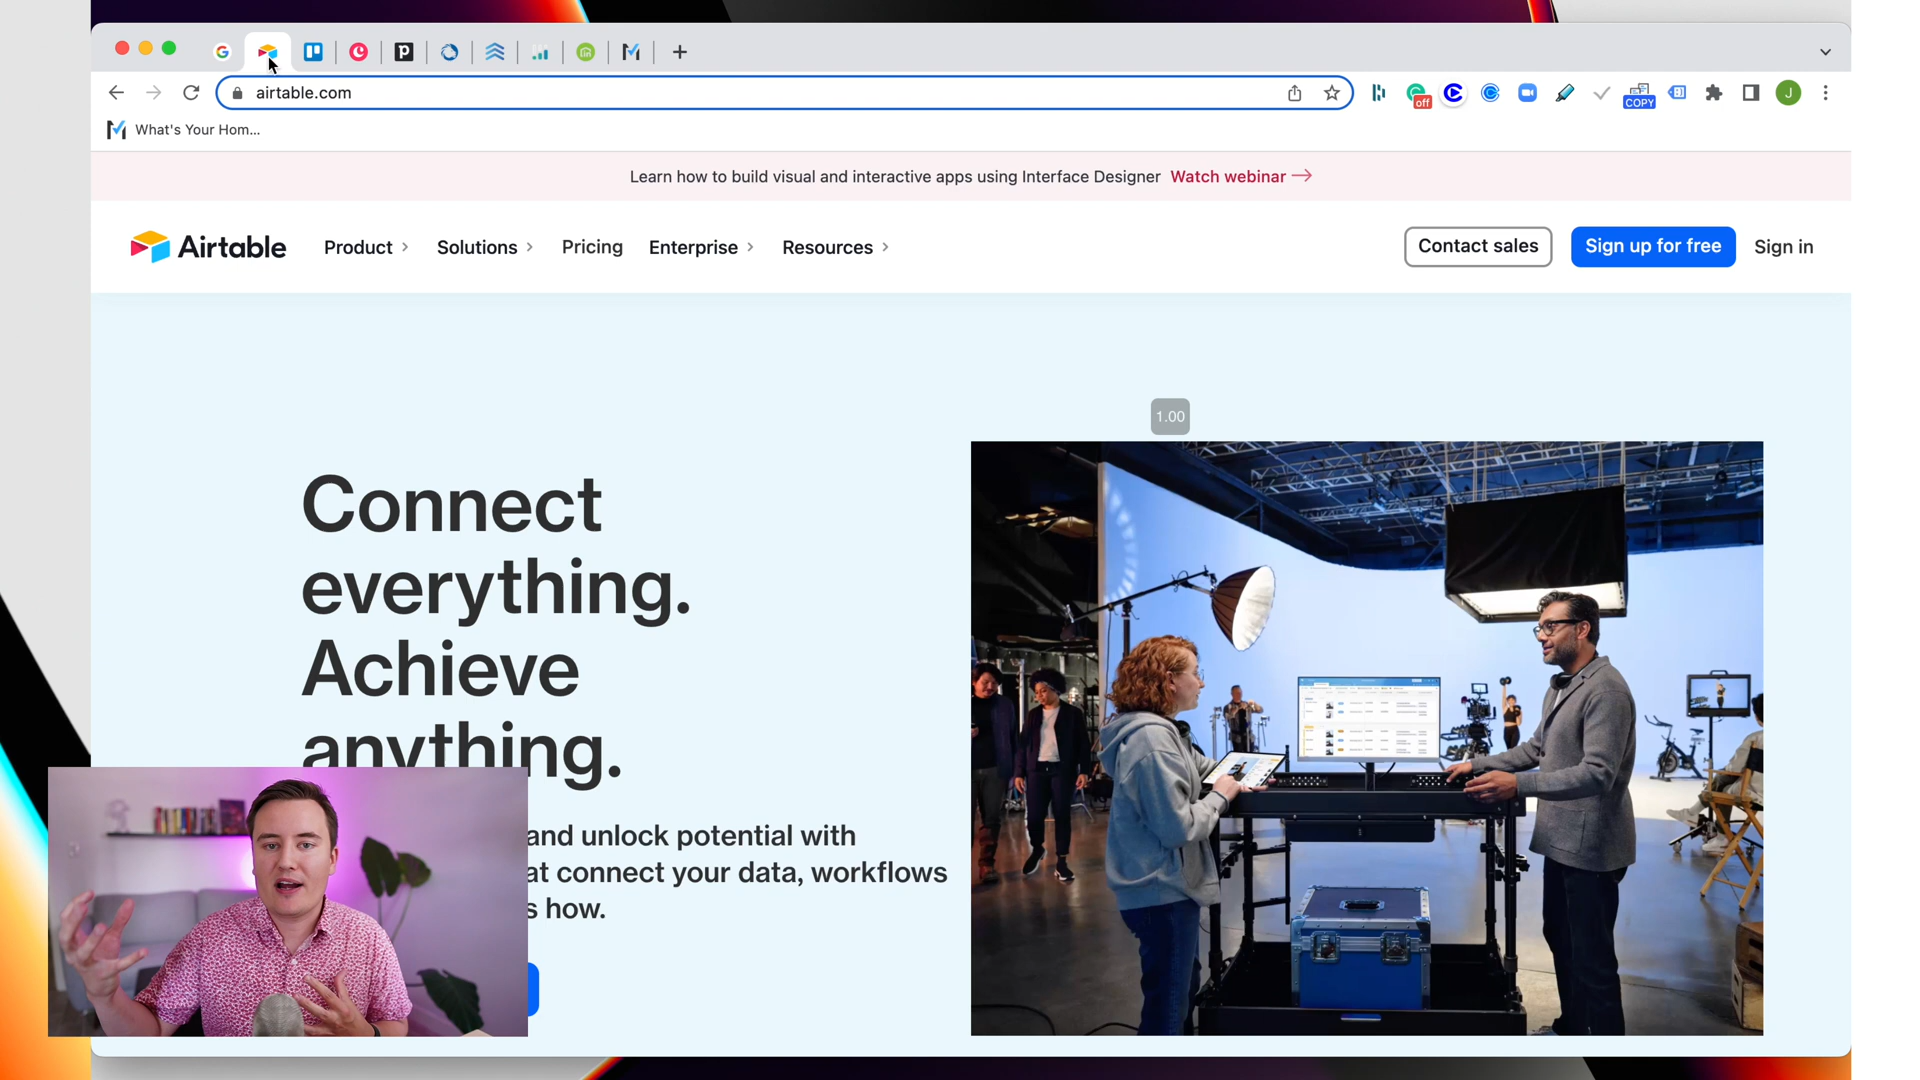 airtable.com
off
COPY
J
What's Your Hom...
Learn how to build visual and interactive apps using Interface Designer Watch webinar
Airtable
Product
Solutions
Pricing
Enterprise
Resources
Contact sales
Sign up for free
Sign in
1.00
Connect
everything.
Achieve
anything.
and unlock potential with
at connect your data, workflows
s how.